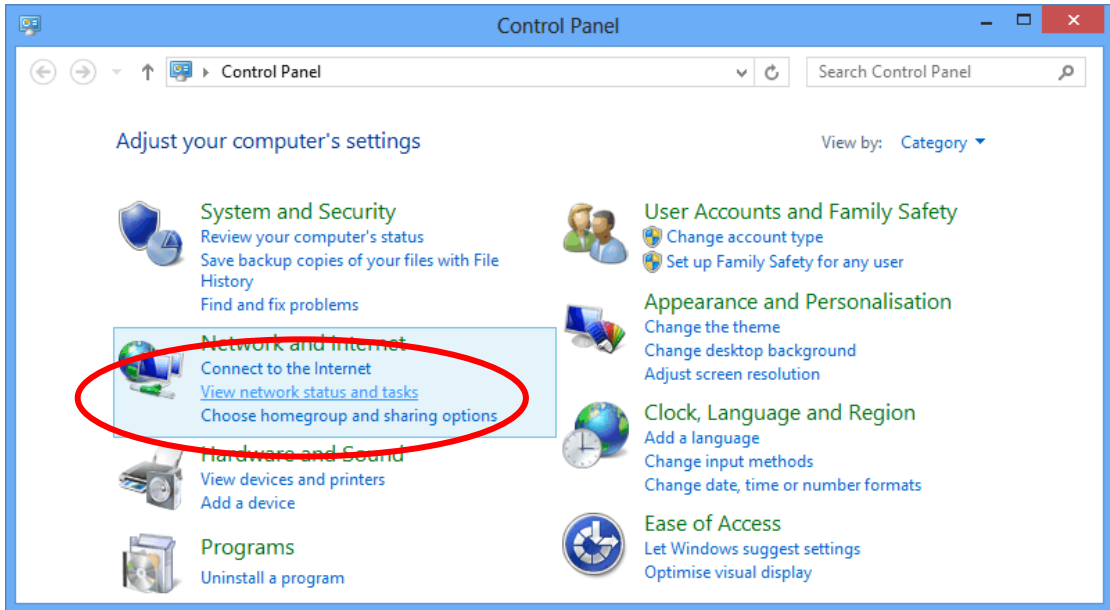 Control Panel
Control Panel
Search Control Panel
Adjust your computer's settings
View by: Category
System and Security
Review your computer's status
Save backup copies of your files with File
History
Find and fix problems
Network and Internet
Connect to the Internet
View network status and tasks
Choose homegroup and sharing options
Hardware and Sound
View devices and printers
Add a device
Programs
Uninstall a program
User Accounts and Family Safety
Change account type
Set up Family Safety for any user
Appearance and Personalisation
Change the theme
Change desktop background
Adjust screen resolution
Clock, Language and Region
Add a language
Change input methods
Change date, time or number formats
Ease of Access
Let Windows suggest settings
Optimise visual display